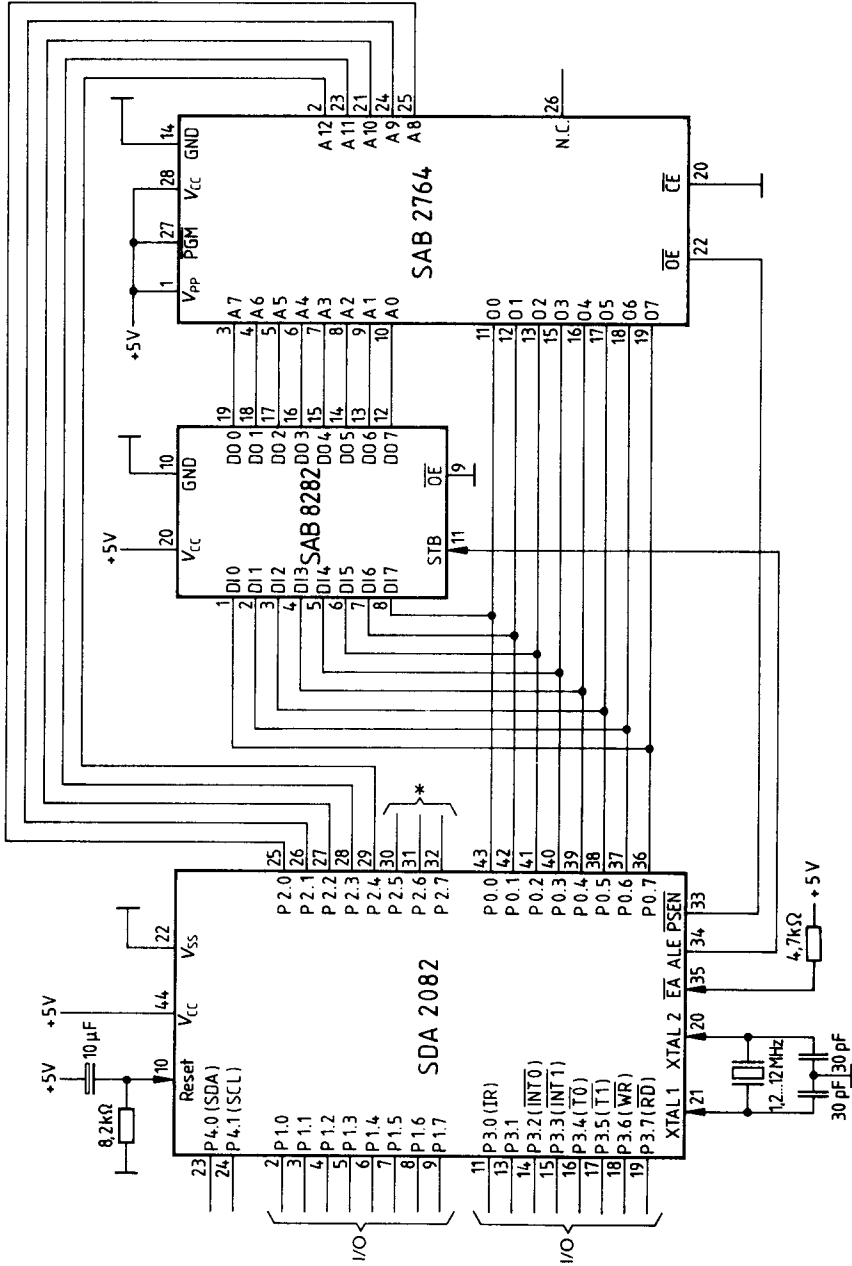 +5V
10 µF
8,2kΩ
+5V
10
Reset
44
V_CC
22
V_SS
SDA 2082
23 P4.0 (SDA)
24 P4.1 (SCL)
2 P1.0
3 P1.1
4 P1.2
5 P1.3
6 P1.4
7 P1.5
8 P1.6
9 P1.7
I/O
11 P3.0 (IR)
13 P3.1
14 P3.2 (INT0)
15 P3.3 (INT1)
16 P3.4 (T0)
17 P3.5 (T1)
18 P3.6 (WR)
19 P3.7 (RD)
I/O
P2.0 25
P2.1 26
P2.2 27
P2.3 28
P2.4 29
P2.5 30
P2.6 31
P2.7 32
*
P0.0 43
P0.1 42
P0.2 41
P0.3 40
P0.4 39
P0.5 38
P0.6 37
P0.7 36
XTAL 1
21
XTAL 2
20
EA
35
ALE
34
PSEN
33
1,2...12MHz
30 pF
30 pF
4,7kΩ
+5V
+5V
20
V_CC
10
GND
SAB 8282
1 DI0
2 DI1
3 DI2
4 DI3
5 DI4
6 DI5
7 DI6
8 DI7
DO0 19
DO1 18
DO2 17
DO3 16
DO4 15
DO5 14
DO6 13
DO7 12
STB
11
OE
9
+5V
1
V_PP
27
PGM
28
V_CC
14
GND
SAB 2764
3 A7
4 A6
5 A5
6 A4
7 A3
8 A2
9 A1
10 A0
11 O0
12 O1
13 O2
15 O3
16 O4
17 O5
18 O6
19 O7
A12 2
A11 23
A10 21
A9 24
A8 25
N.C. 26
OE
22
CE
20